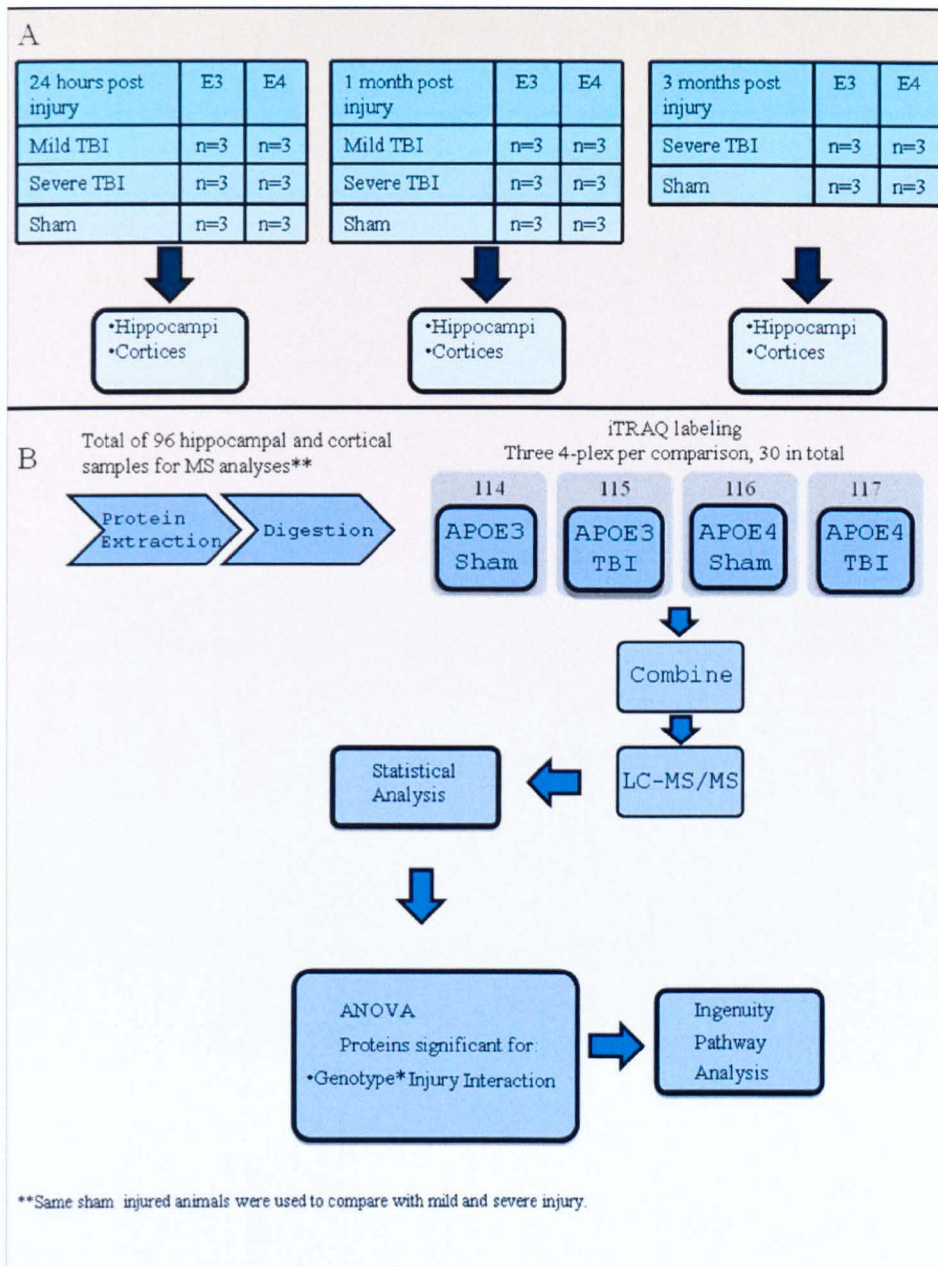 A
24 hours post injury E3 E4
Mild TBI n=3 n=3
Severe TBI n=3 n=3
Sham n=3 n=3
1 month post injury E3 E4
Mild TBI n=3 n=3
Severe TBI n=3 n=3
Sham n=3 n=3
3 months post injury E3 E4
Severe TBI n=3 n=3
Sham n=3 n=3
•Hippocampi
•Cortices
•Hippocampi
•Cortices
•Hippocampi
•Cortices
B
Total of 96 hippocampal and cortical
samples for MS analyses**
Protein
Extraction
Digestion
iTRAQ labeling
Three 4-plex per comparison, 30 in total
114 115 116 117
APOE3
Sham
APOE3
TBI
APOE4
Sham
APOE4
TBI
Combine
LC-MS/MS
Statistical
Analysis
ANOVA
Proteins significant for:
•Genotype*Injury Interaction
Ingenuity
Pathway
Analysis
**Same sham injured animals were used to compare with mild and severe injury.